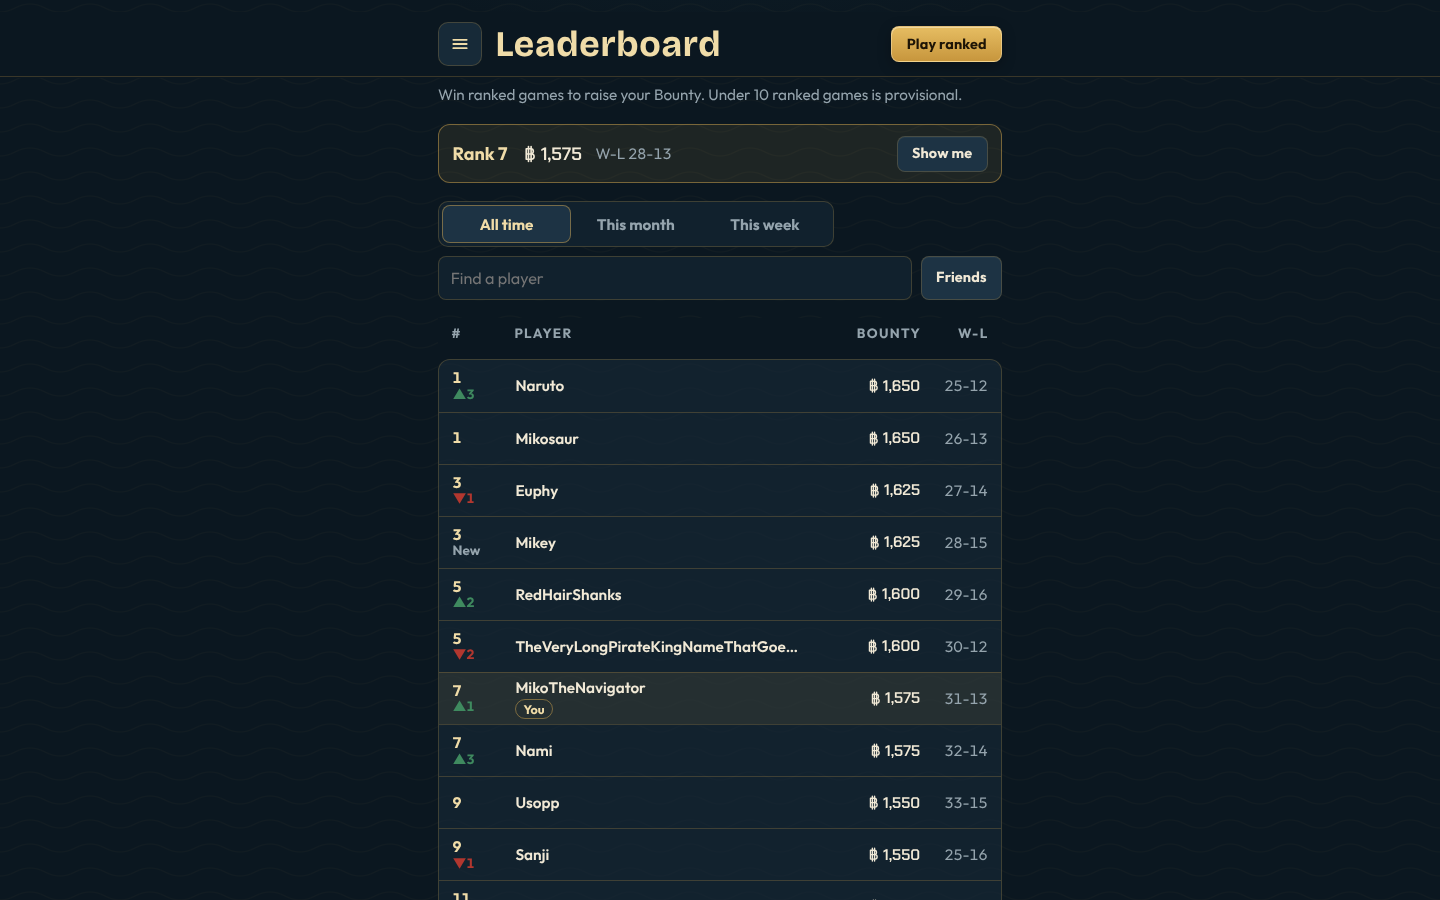 Leaderboard
Play ranked
Win ranked games to raise your Bounty. Under 10 ranked games is provisional.
Rank 7 ฿ 1,575 W-L 28-13
Show me
All time This month This week
Find a player
Friends
# PLAYER BOUNTY W-L
1 ▲3 Naruto ฿ 1,650 25-12
1 Mikosaur ฿ 1,650 26-13
3 ▼1 Euphy ฿ 1,625 27-14
3 New Mikey ฿ 1,625 28-15
5 ▲2 RedHairShanks ฿ 1,600 29-16
5 ▼2 TheVeryLongPirateKingNameThatGoe... ฿ 1,600 30-12
7 ▲1 MikoTheNavigator You ฿ 1,575 31-13
7 ▲3 Nami ฿ 1,575 32-14
9 Usopp ฿ 1,550 33-15
9 ▼1 Sanji ฿ 1,550 25-16
11